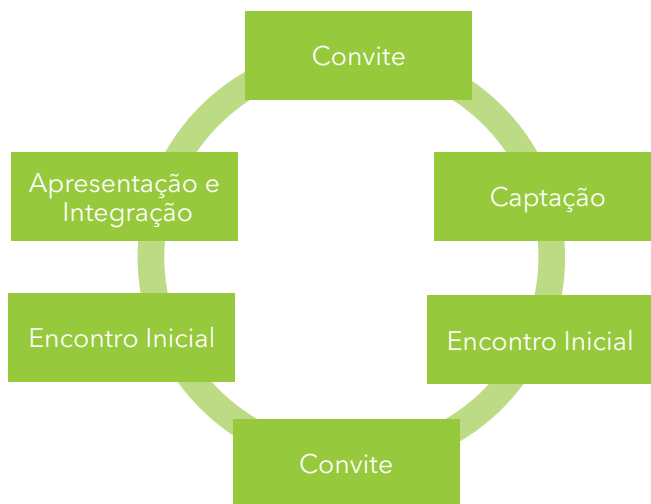 Convite
Apresentação e
Integração
Captação
Encontro Inicial
Encontro Inicial
Convite